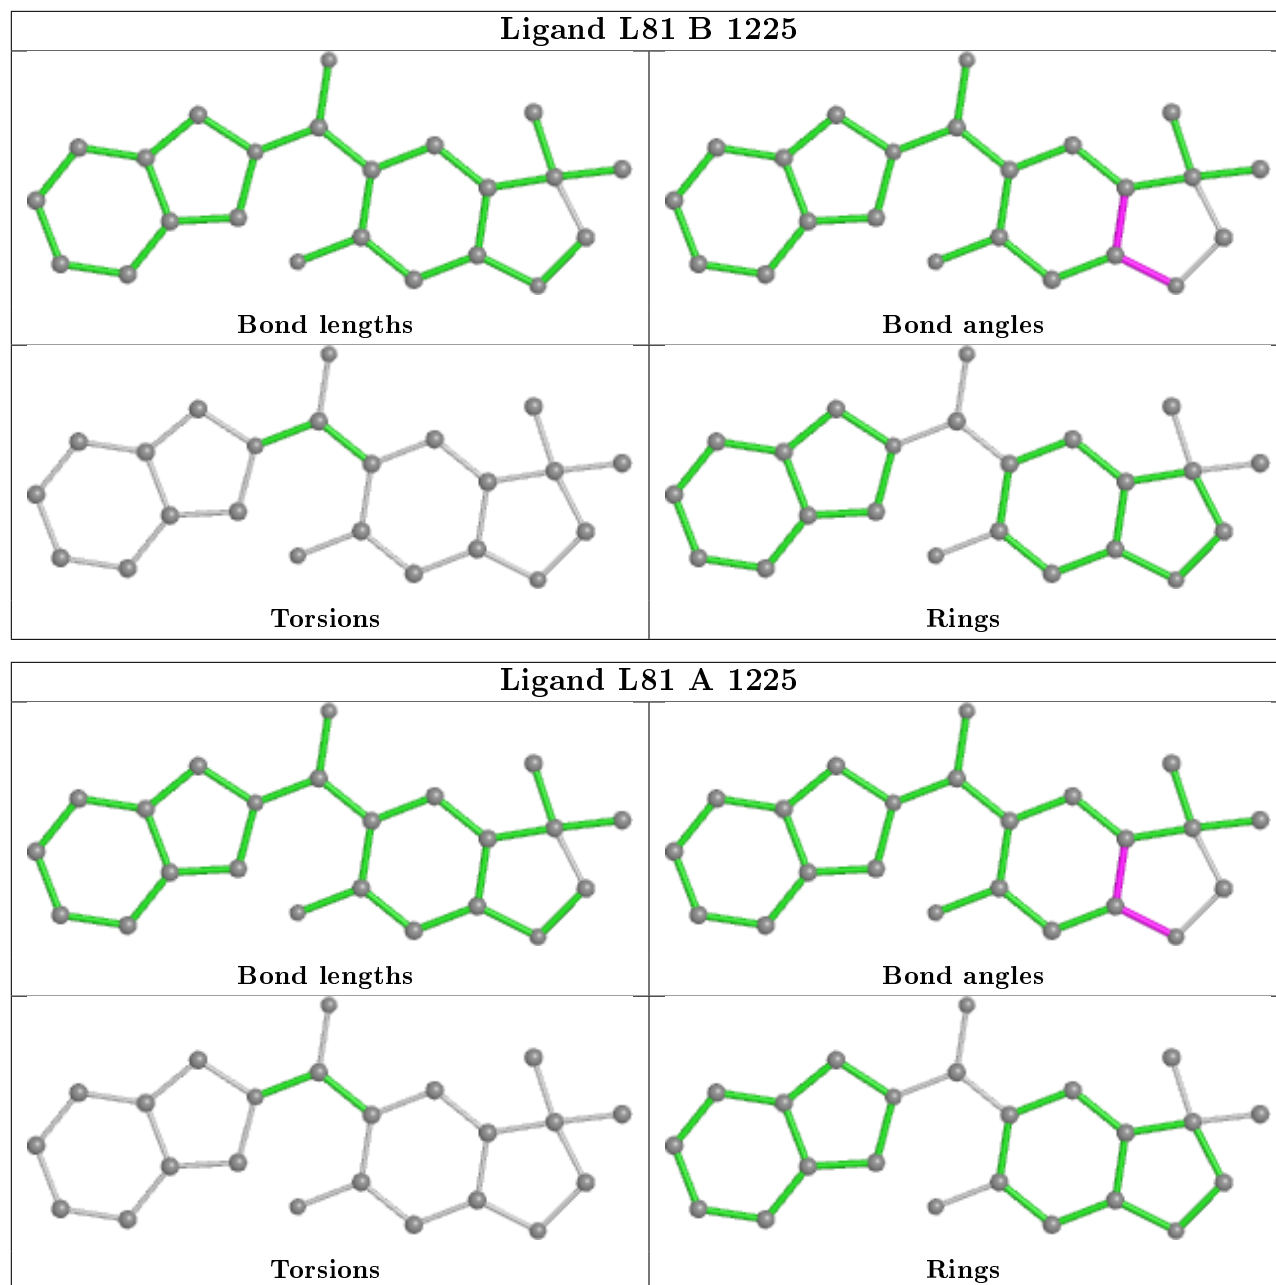 Ligand L81 B 1225
Bond lengths
Bond angles
Torsions
Rings
Ligand L81 A 1225
Bond lengths
Bond angles
Torsions
Rings